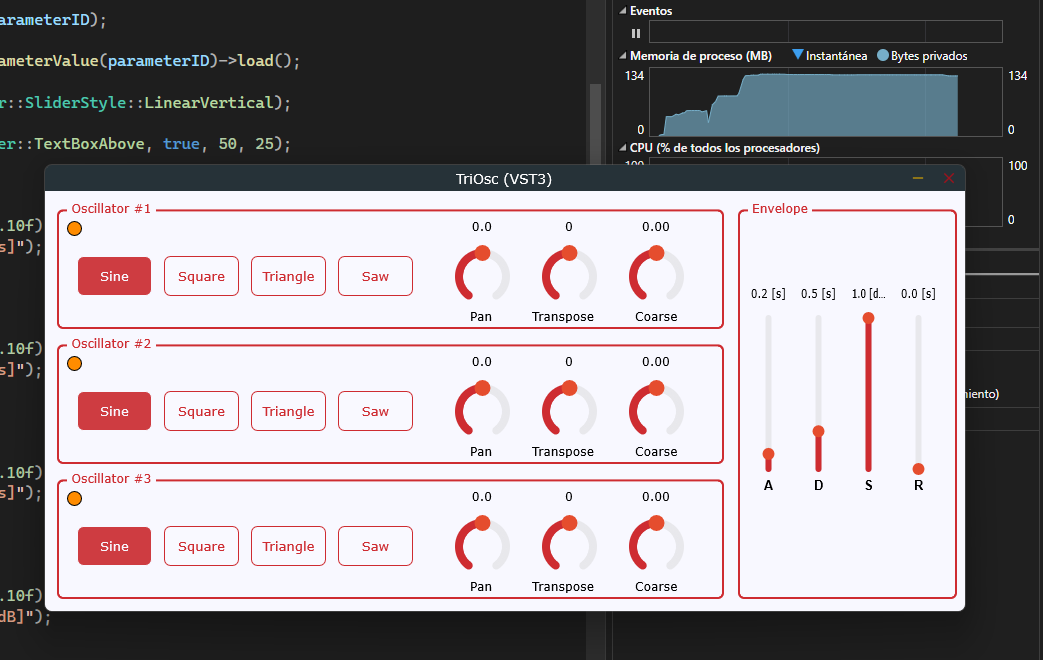 arameterID);
ameterValue(parameterID)->load();
r::SliderStyle::LinearVertical);
er::TextBoxAbove, true, 50, 25);
.10f)
s]");
.10f)
s]");
.10f)
s]");
.10f)
dB]");
Eventos
Memoria de proceso (MB) Instantánea Bytes privados
134 134
0 0
CPU (% de todos los procesadores)
100 100
0
miento)
TriOsc (VST3)
Oscillator #1
0.0 0 0.00
Sine Square Triangle Saw
Pan Transpose Coarse
Oscillator #2
0.0 0 0.00
Sine Square Triangle Saw
Pan Transpose Coarse
Oscillator #3
0.0 0 0.00
Sine Square Triangle Saw
Pan Transpose Coarse
Envelope
0.2 [s] 0.5 [s] 1.0 [d... 0.0 [s]
A D S R